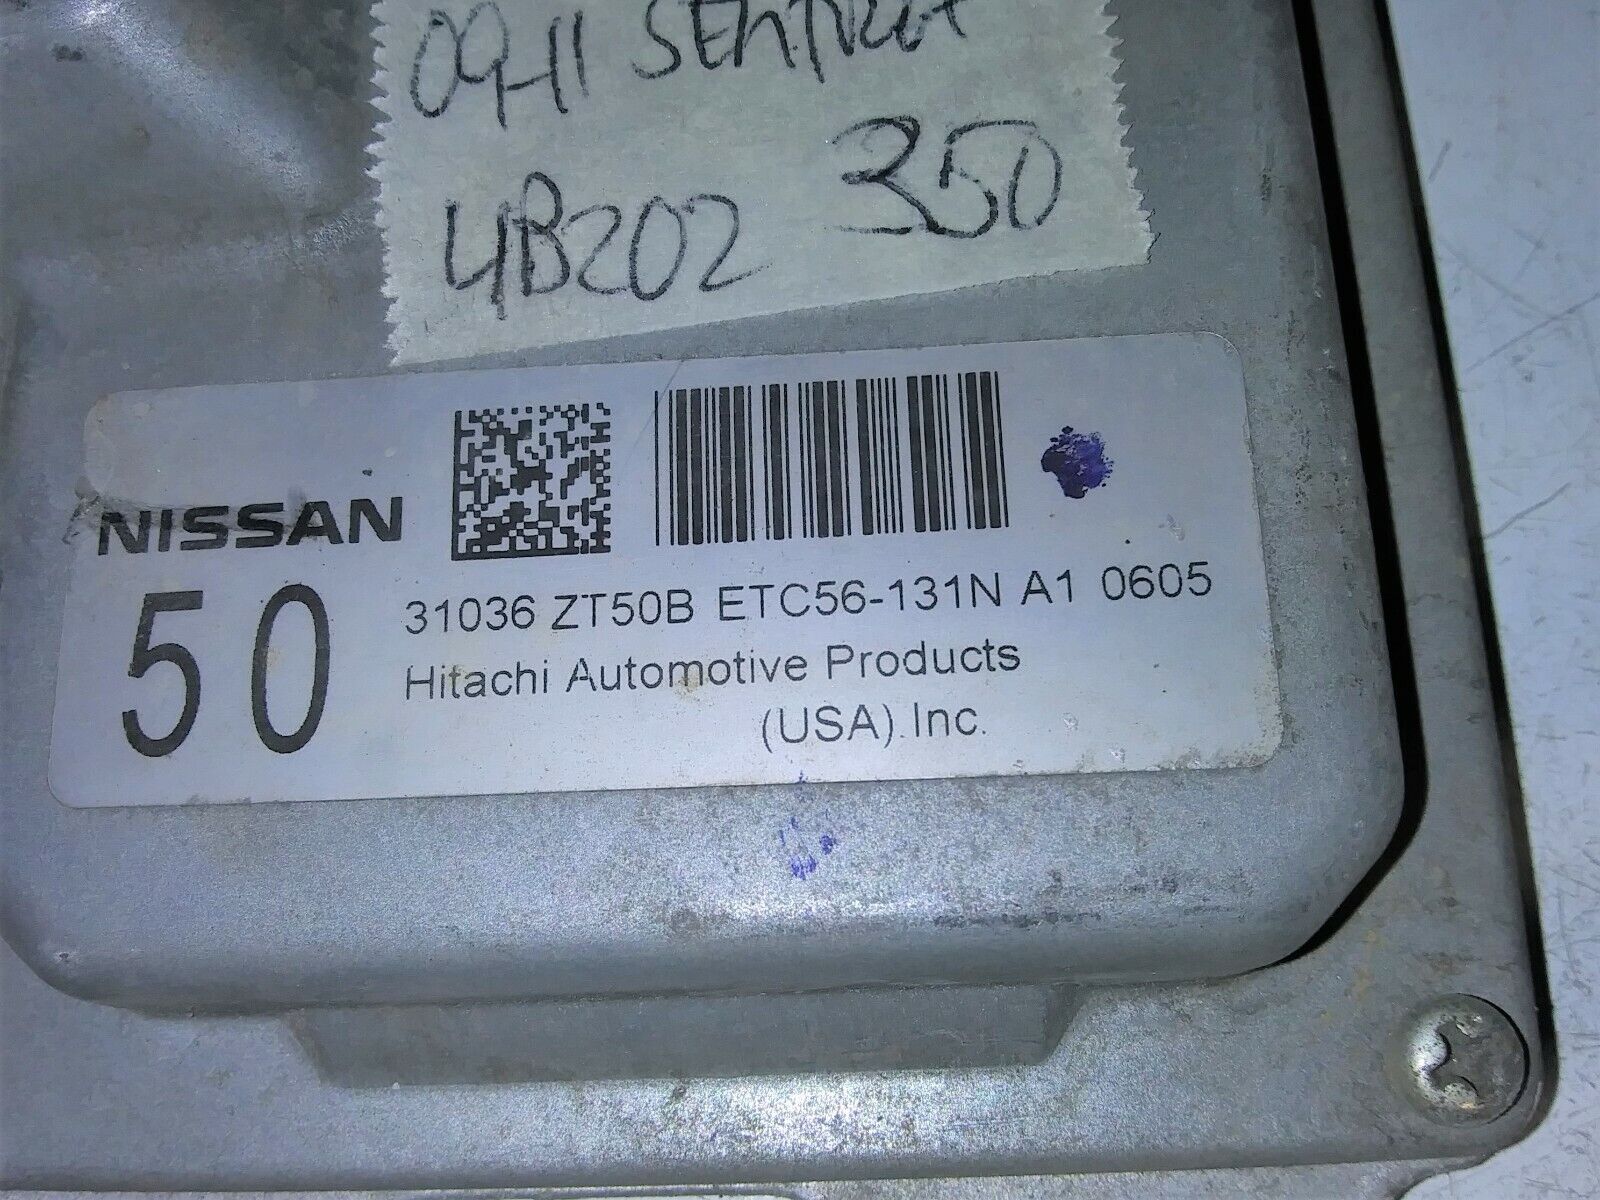 09-11 SENTRA
4B202 350
NISSAN
50
31036 ZT50B ETC56-131N A1 0605
Hitachi Automotive Products
(USA). Inc.